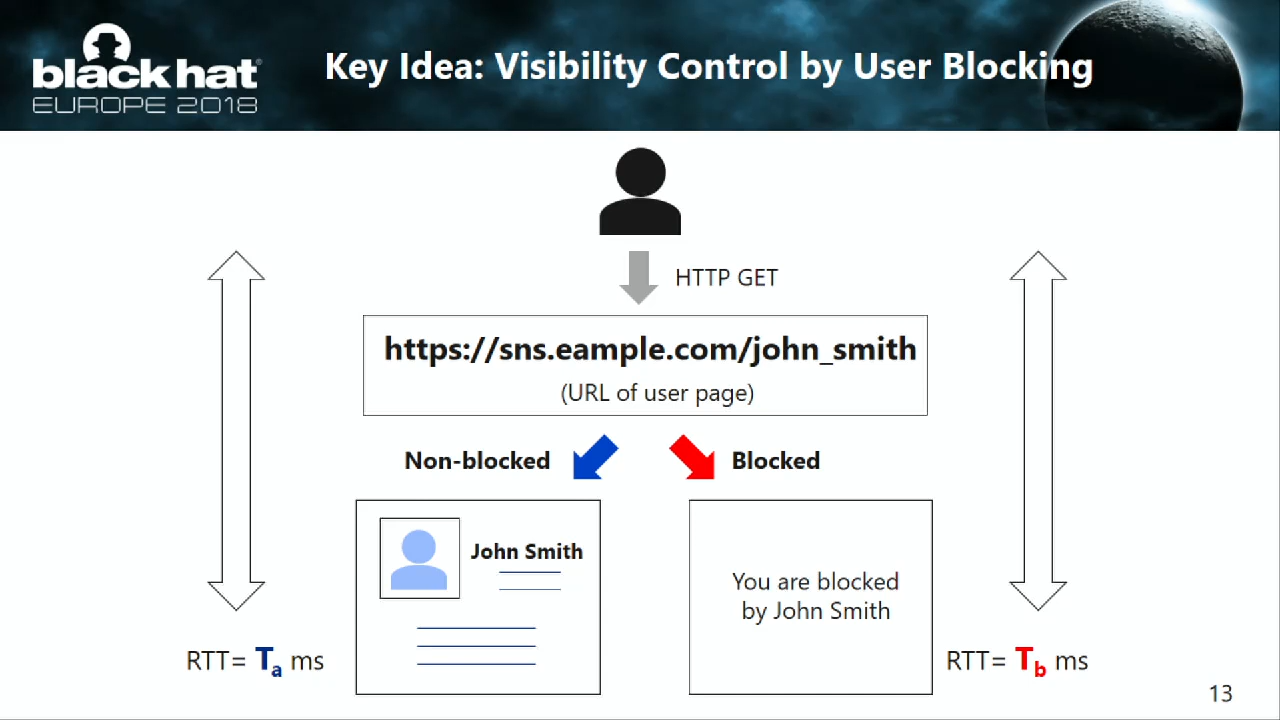 black hat
EUROPE 2018
Key Idea: Visibility Control by User Blocking
HTTP GET
https://sns.eample.com/john_smith
(URL of user page)
Non-blocked
Blocked
John Smith
You are blocked
by John Smith
RTT= Ta ms
RTT= Tb ms
13